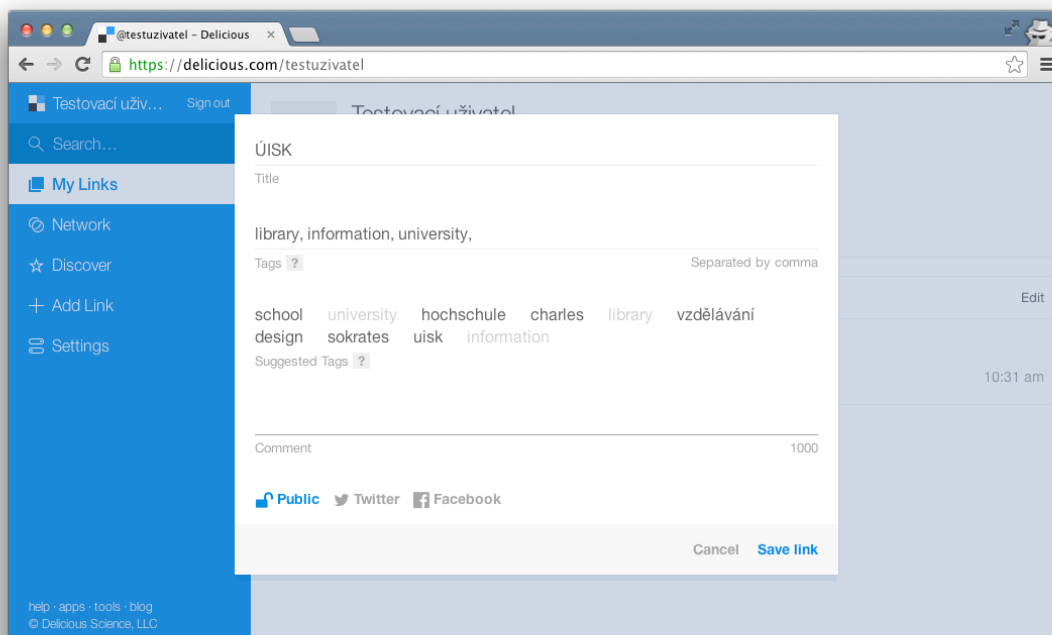 @testuzivatel - Delicious
https://delicious.com/testuzivatel
Testovací uživ... Sign out
Search...
My Links
Network
Discover
Add Link
Settings
help · apps · tools · blog
© Delicious Science, LLC
Testovací uživatel
ÚISK
Title
library, information, university,
Tags ? Separated by comma
school university hochschule charles library vzdělávání
design sokrates uisk information
Suggested Tags ?
Comment 1000
Public Twitter Facebook
Cancel Save link
Edit
10:31 am